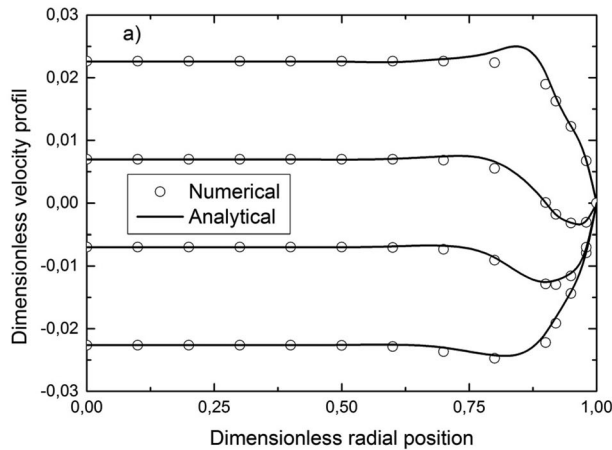 0,03
a)
0,02
0,01
0,00
-0,01
-0,02
-0,03
Dimensionless velocity profil
Numerical
Analytical
0,00 0,25 0,50 0,75 1,00
Dimensionless radial position